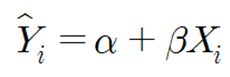 Ŷᵢ = α + βXᵢ